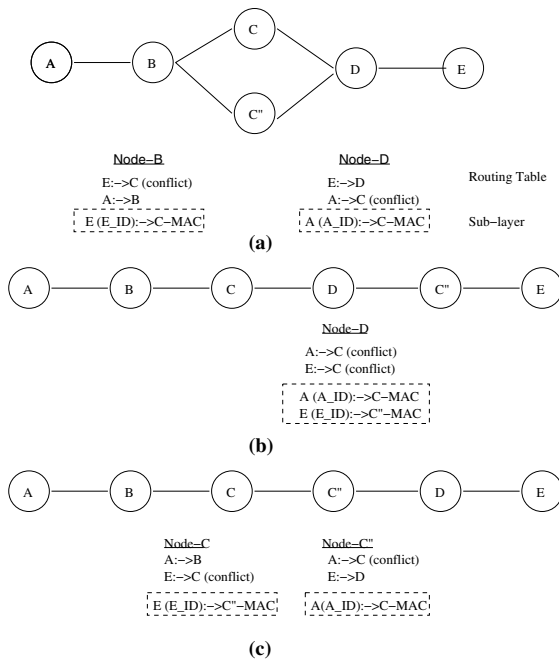 C
A B D E
C"
Node-B Node-D
E:->C (conflict) E:->D Routing Table
A:->B A:->C (conflict)
E (E_ID):->C-MAC A (A_ID):->C-MAC Sub-layer
(a)
A B C D C" E
Node-D
A:->C (conflict)
E:->C (conflict)
A (A_ID):->C-MAC
E (E_ID):->C"-MAC
(b)
A B C C" D E
Node-C Node-C"
A:->B A:->C (conflict)
E:->C (conflict) E:->D
E (E_ID):->C"-MAC A(A_ID):->C-MAC
(c)